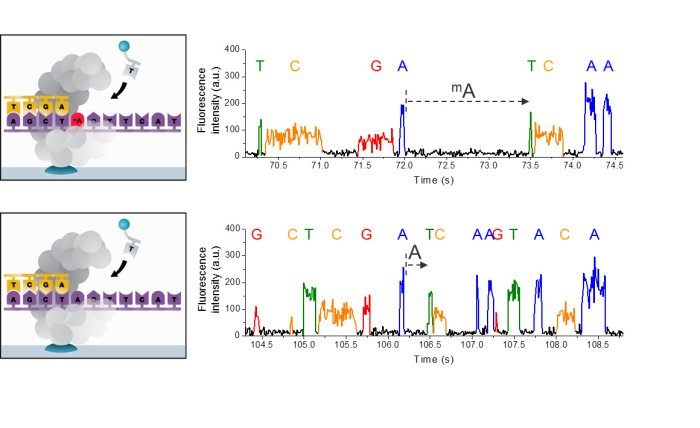 T
T C G A
A G C T mA G T T C A T
Fluorescence
intensity (a.u.)
400
300
200
100
0
T C G A T C A A
mA
70.5 71.0 71.5 72.0 72.5 73.0 73.5 74.0 74.5
Time (s)
T
T C G A
A G C T A T T C A T
Fluorescence
intensity (a.u.)
400
300
200
100
0
G C T C G A T C A A G T A C A
A
104.5 105.0 105.5 106.0 106.5 107.0 107.5 108.0 108.5
Time (s)